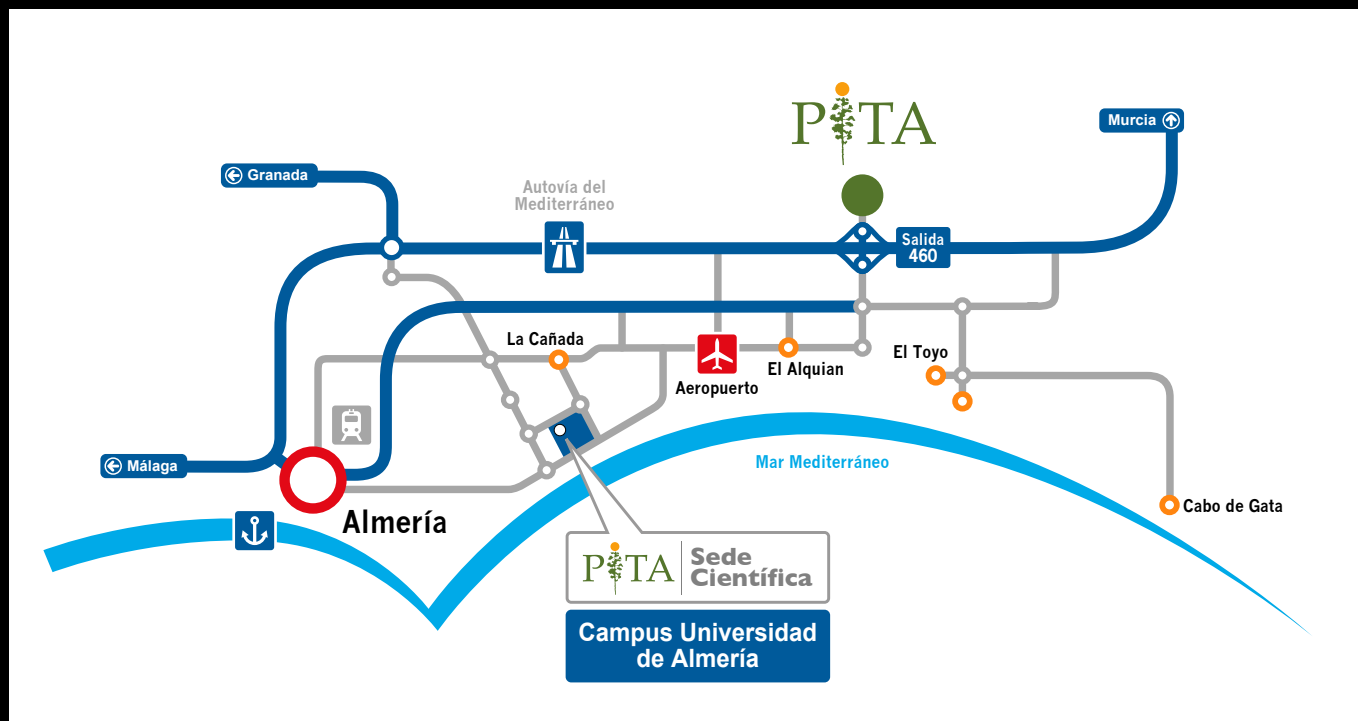 PITA
Murcia
Granada
Autovía del
Mediterráneo
Salida
460
La Cañada
El Alquian
El Toyo
Aeropuerto
Málaga
Mar Mediterráneo
Cabo de Gata
Almería
PITA
Sede
Científica
Campus Universidad
de Almería